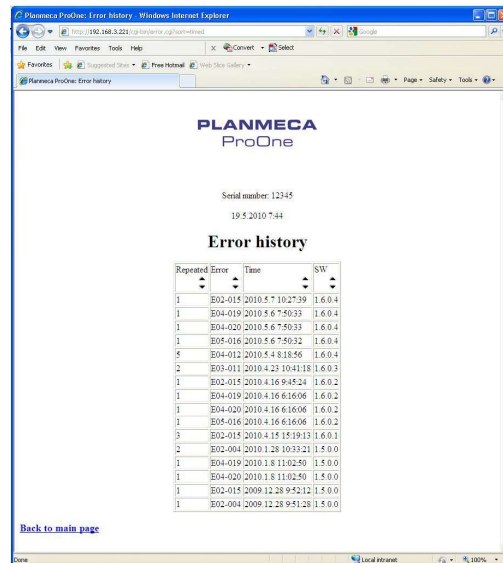 Planmeca ProOne: Error history - Windows Internet Explorer
http://192.168.3.221/cgi-bin/error.cgi?sort=timed
Google
File Edit View Favorites Tools Help
Convert Select
Favorites Suggested Sites Free Hotmail Web Slice Gallery
Planmeca ProOne: Error history
Page Safety Tools
PLANMECA
ProOne
Serial number: 12345
19.5.2010 7:44
Error history
Repeated Error Time SW
1 E02-015 2010.5.7 10:27:39 1.6.0.4
1 E04-019 2010.5.6 7:50:33 1.6.0.4
1 E04-020 2010.5.6 7:50:33 1.6.0.4
1 E05-016 2010.5.6 7:50:32 1.6.0.4
5 E04-012 2010.5.4 8:18:56 1.6.0.4
2 E03-011 2010.4.23 10:41:18 1.6.0.3
1 E02-015 2010.4.16 9:45:24 1.6.0.2
1 E04-019 2010.4.16 6:16:06 1.6.0.2
1 E04-020 2010.4.16 6:16:06 1.6.0.2
1 E05-016 2010.4.16 6:16:06 1.6.0.2
3 E02-015 2010.4.15 15:19:13 1.6.0.1
2 E02-004 2010.1.28 10:33:21 1.5.0.0
1 E04-019 2010.1.8 11:02:50 1.5.0.0
1 E04-020 2010.1.8 11:02:50 1.5.0.0
1 E02-015 2009.12.28 9:52:12 1.5.0.0
1 E02-004 2009.12.28 9:51:28 1.5.0.0
Back to main page
Done Local intranet 100%